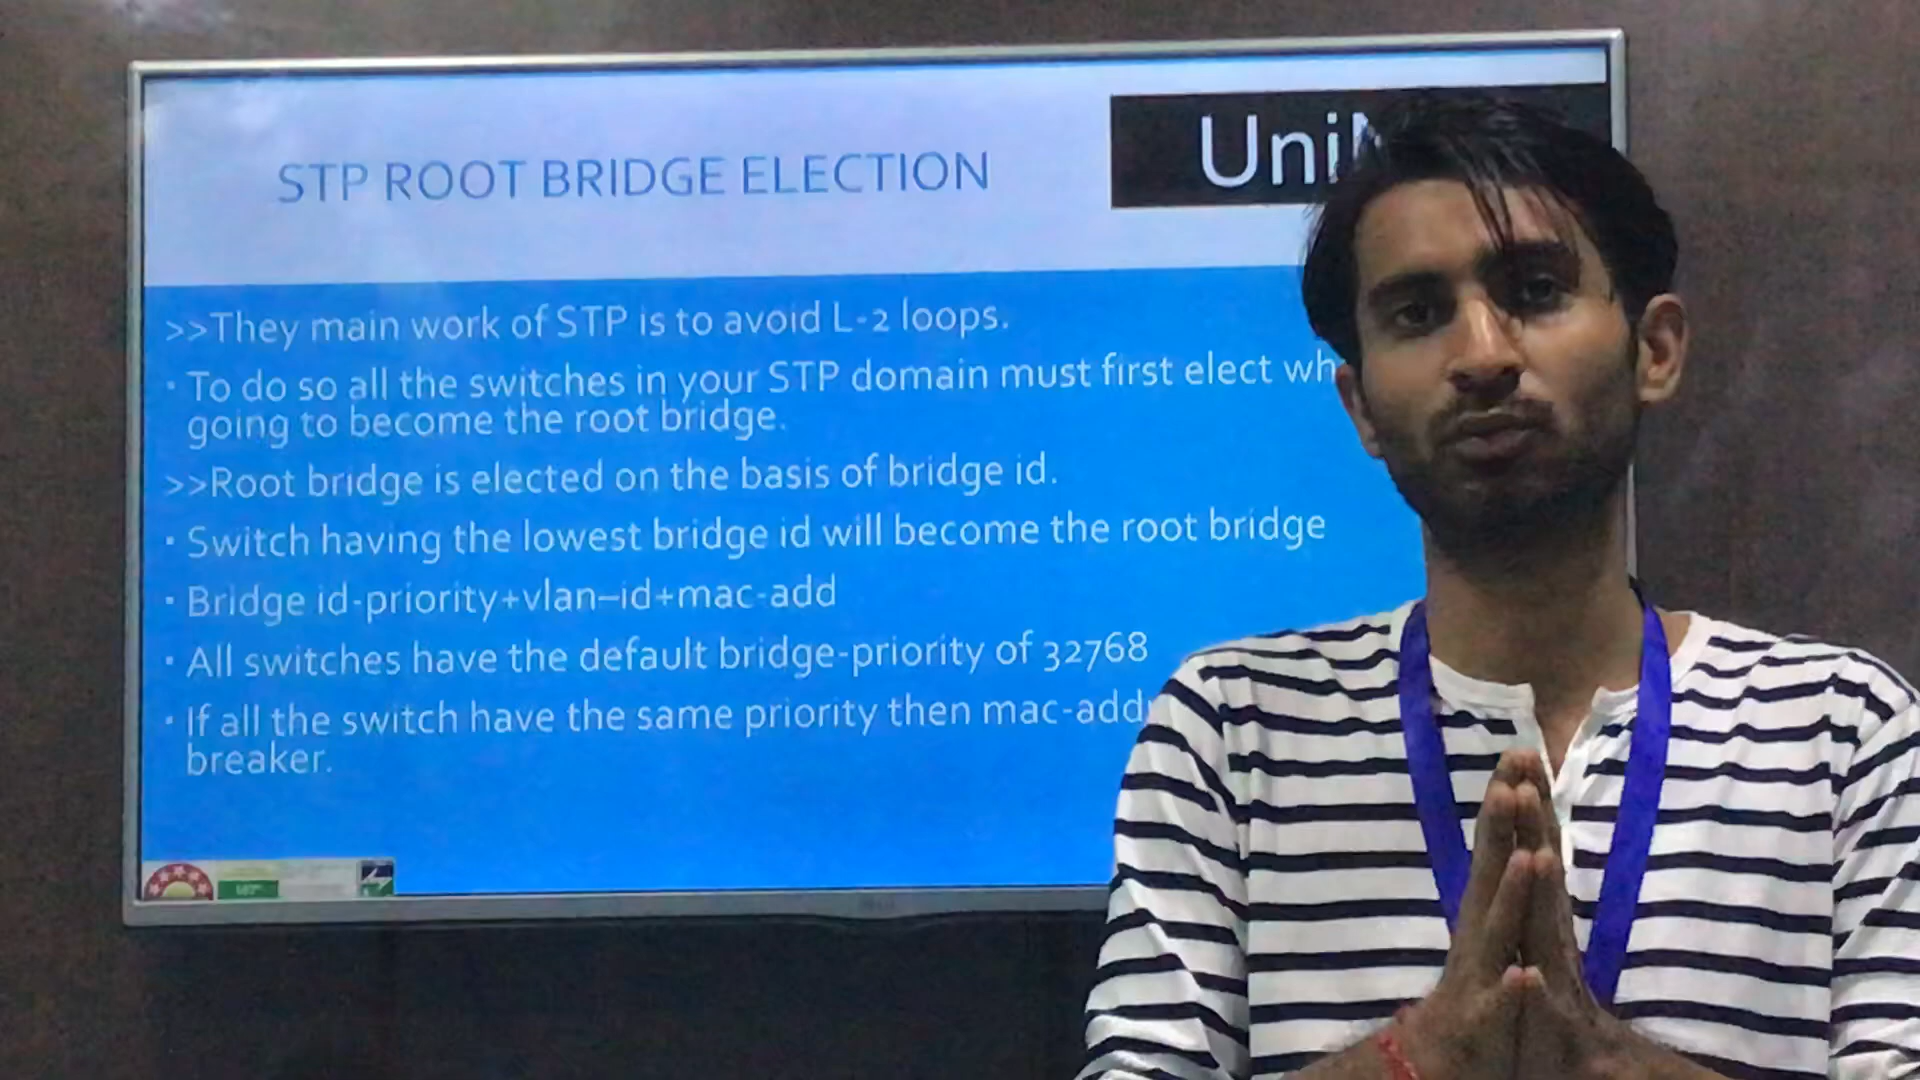 STP ROOT BRIDGE ELECTION
>>They main work of STP is to avoid L-2 loops.
· To do so all the switches in your STP domain must first elect
going to become the root bridge.
>>Root bridge is elected on the basis of bridge id.
· Switch having the lowest bridge id will become the root bridge
· Bridge id-priority+vlan–id+mac-add
· All switches have the default bridge-priority of 32768
· If all the switch have the same priority then
breaker.